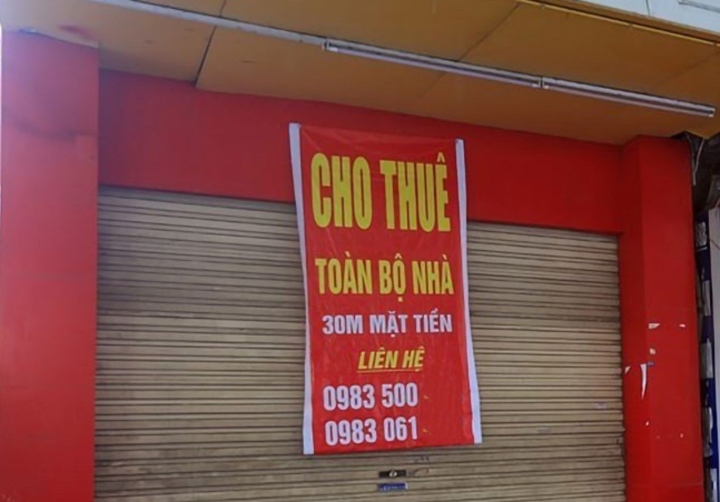 CHO THUÊ
TOÀN BỘ NHÀ
30M MẶT TIỀN
LIÊN HỆ
0983 500
0983 061